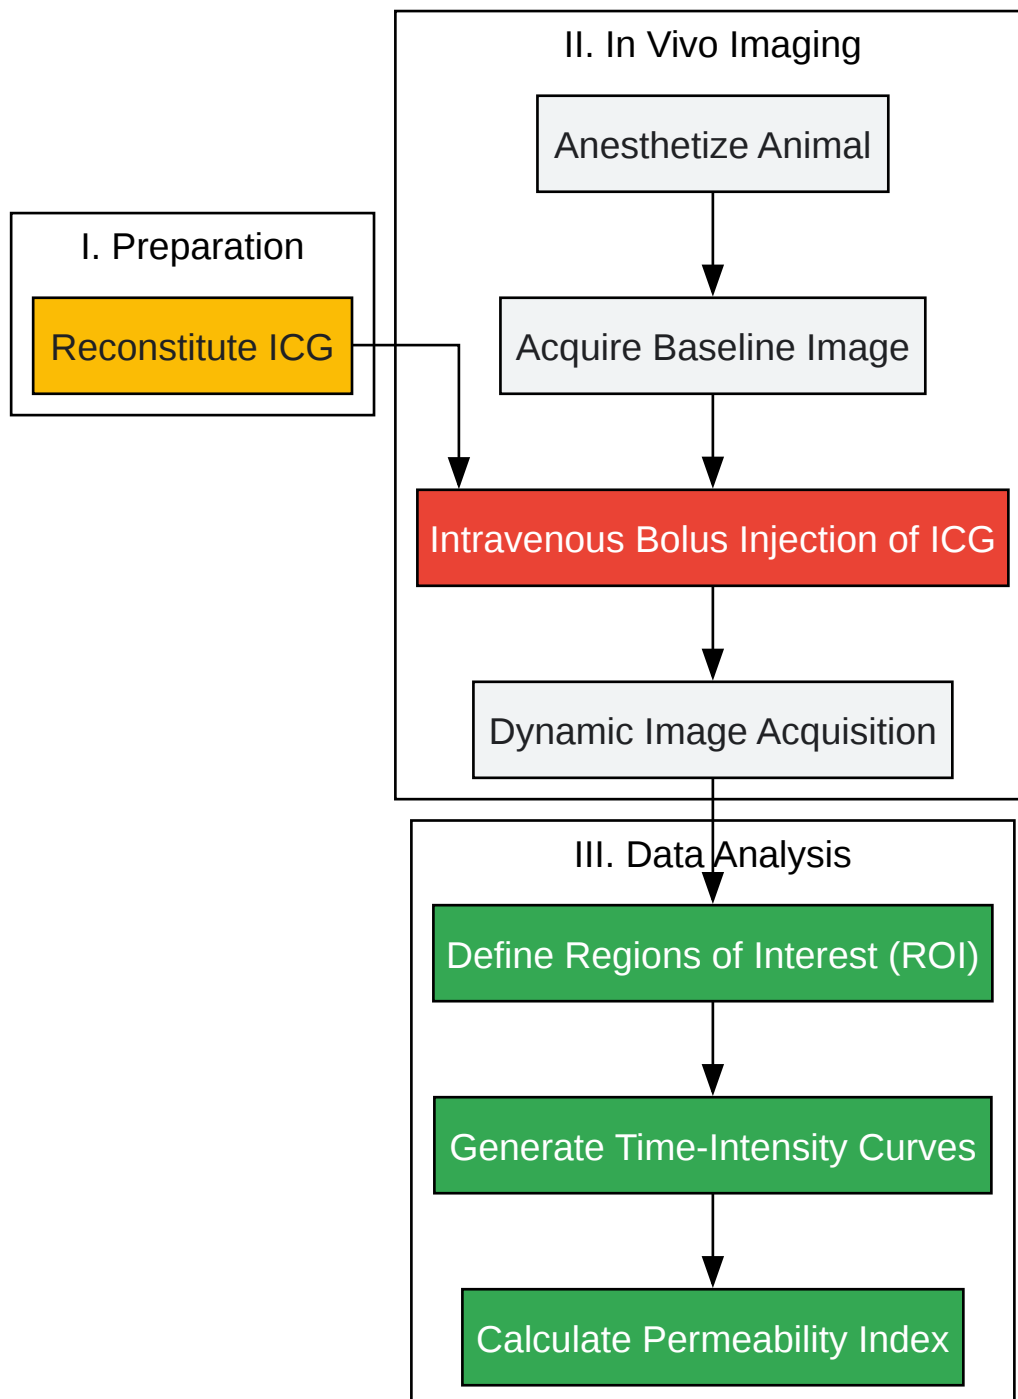 I. Preparation
Reconstitute ICG
II. In Vivo Imaging
Anesthetize Animal
Acquire Baseline Image
Intravenous Bolus Injection of ICG
Dynamic Image Acquisition
III. Data Analysis
Define Regions of Interest (ROI)
Generate Time-Intensity Curves
Calculate Permeability Index